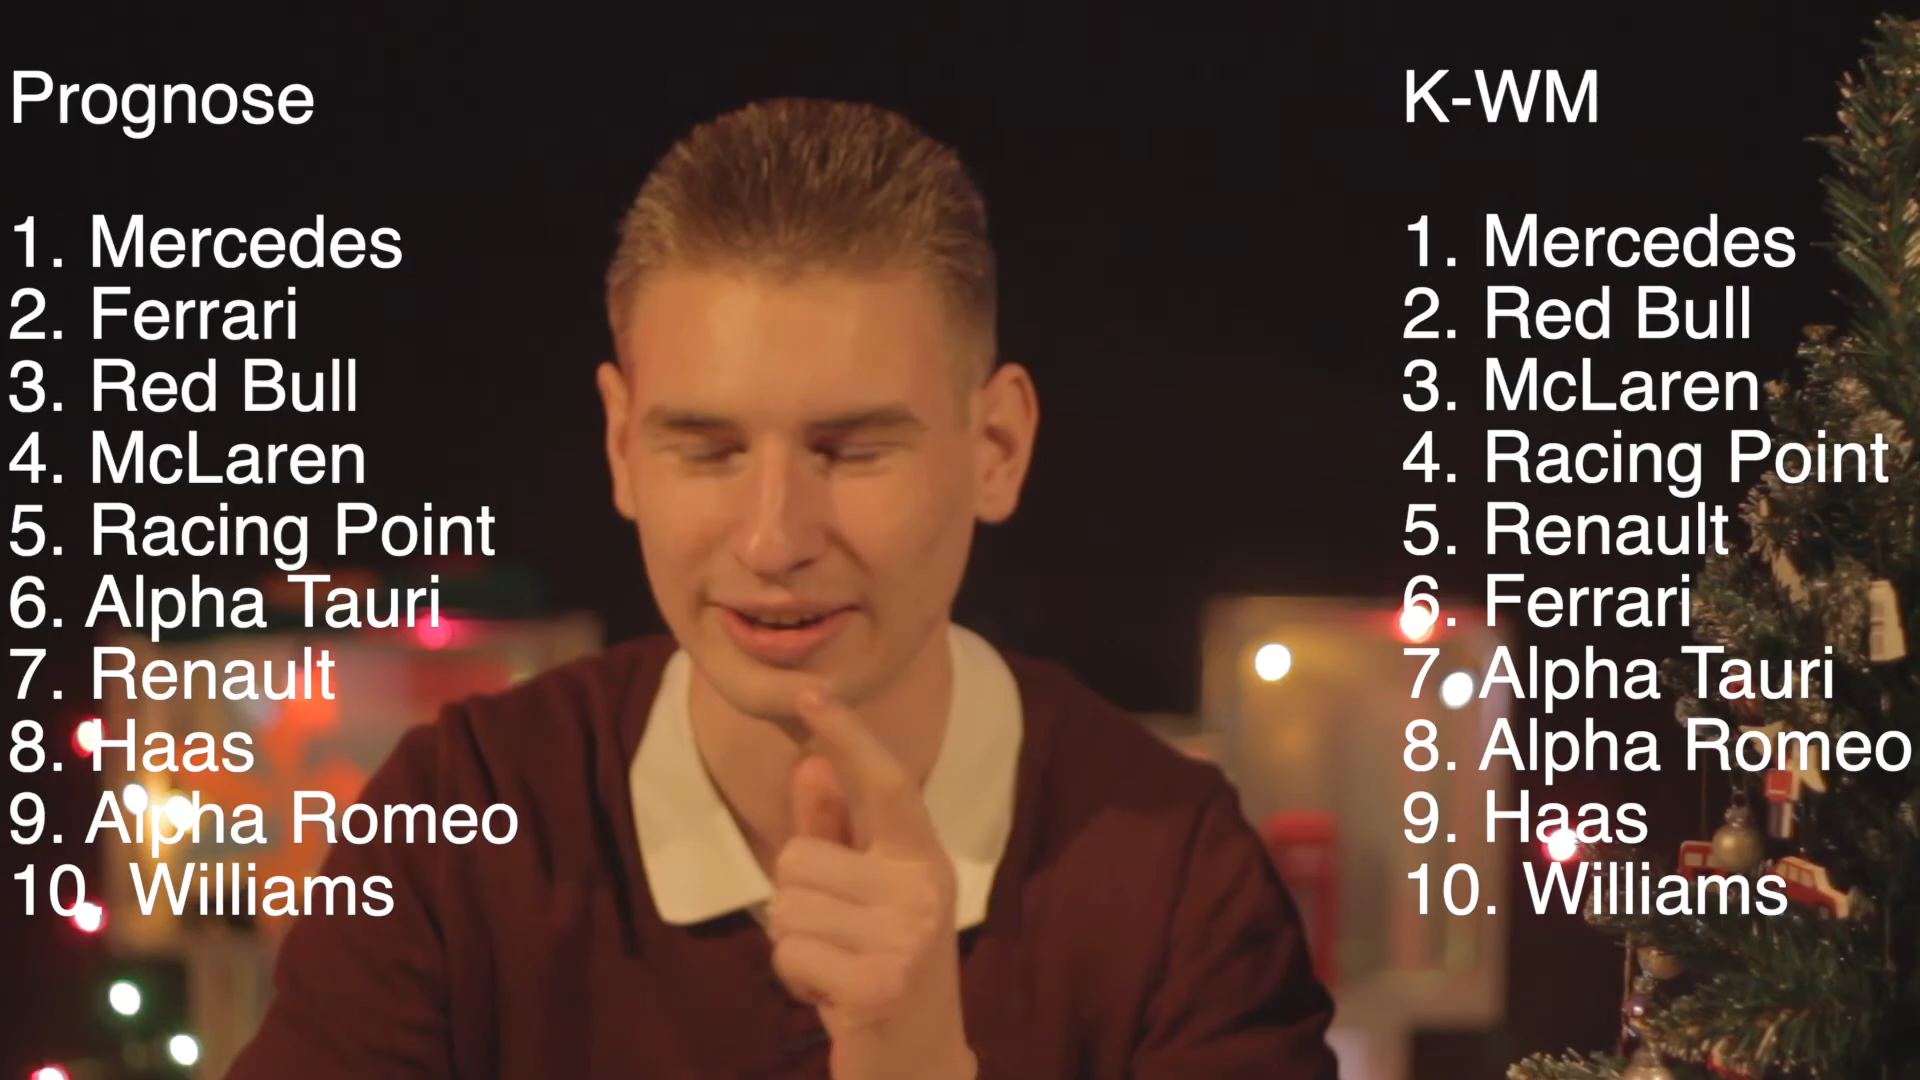 Prognose
1. Mercedes
2. Ferrari
3. Red Bull
4. McLaren
5. Racing Point
6. Alpha Tauri
7. Renault
8. Haas
9. Alpha Romeo
10. Williams
K-WM
1. Mercedes
2. Red Bull
3. McLaren
4. Racing Point
5. Renault
6. Ferrari
7. Alpha Tauri
8. Alpha Romeo
9. Haas
10. Williams